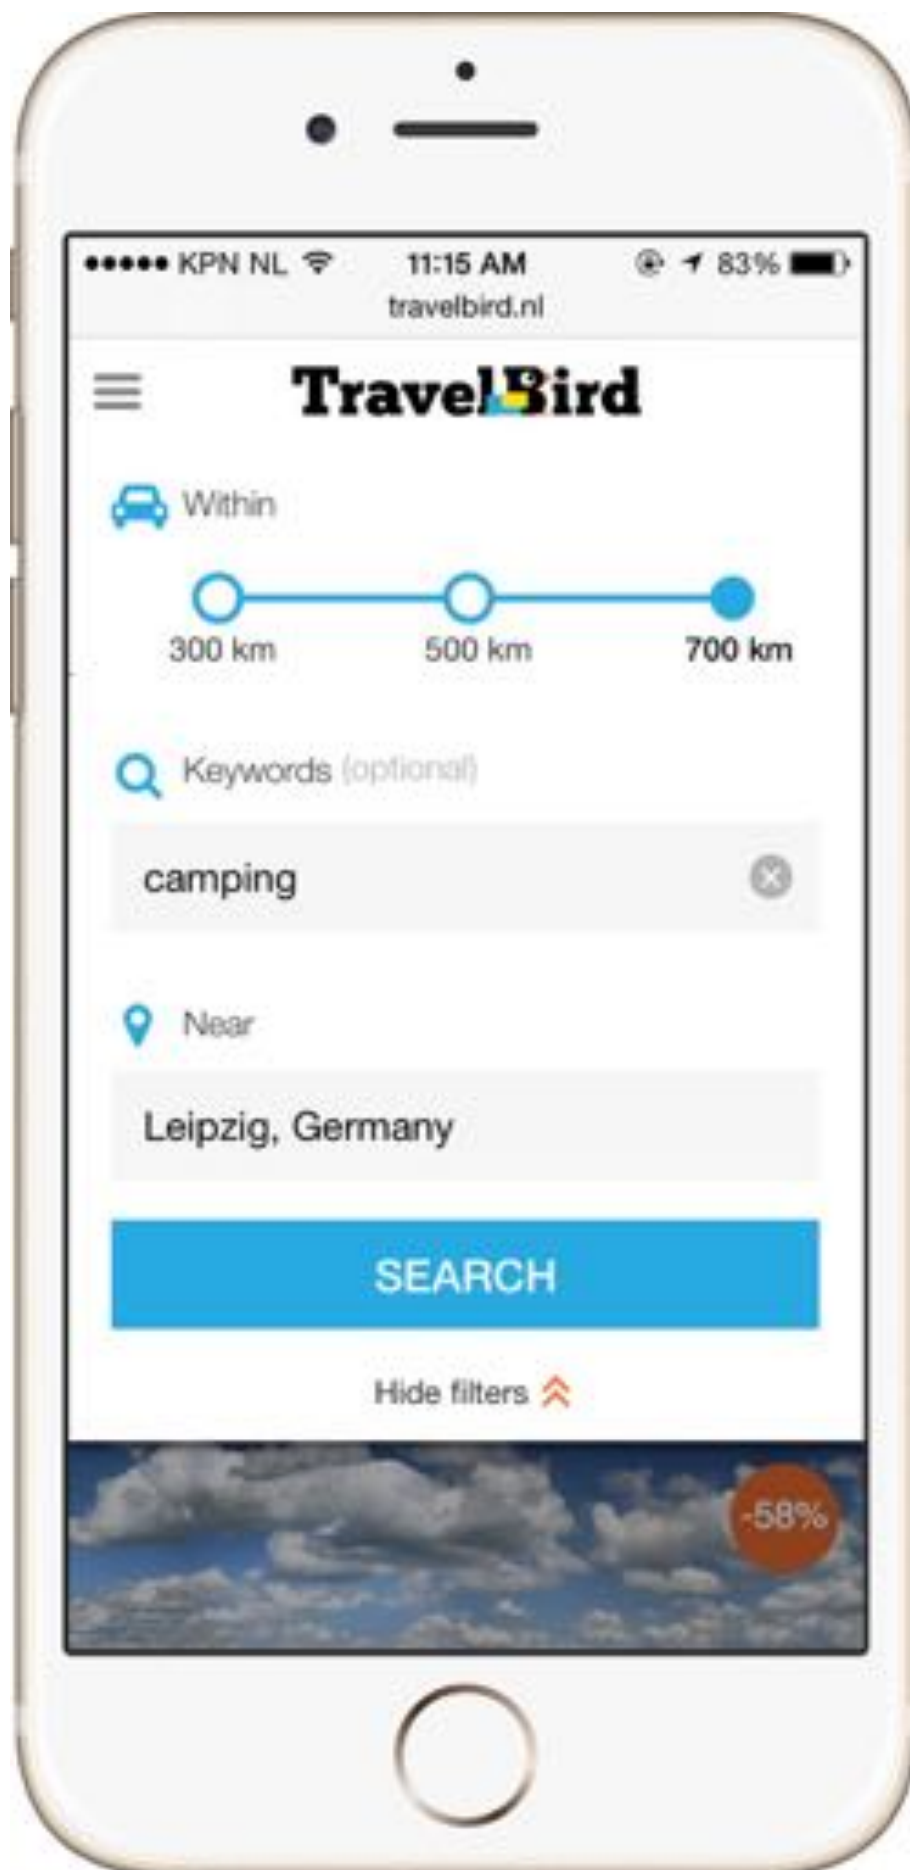 KPN NL 11:15 AM 83%
travelbird.nl
TravelBird
Within
300 km 500 km 700 km
Keywords (optional)
camping
Near
Leipzig, Germany
SEARCH
Hide filters
-58%